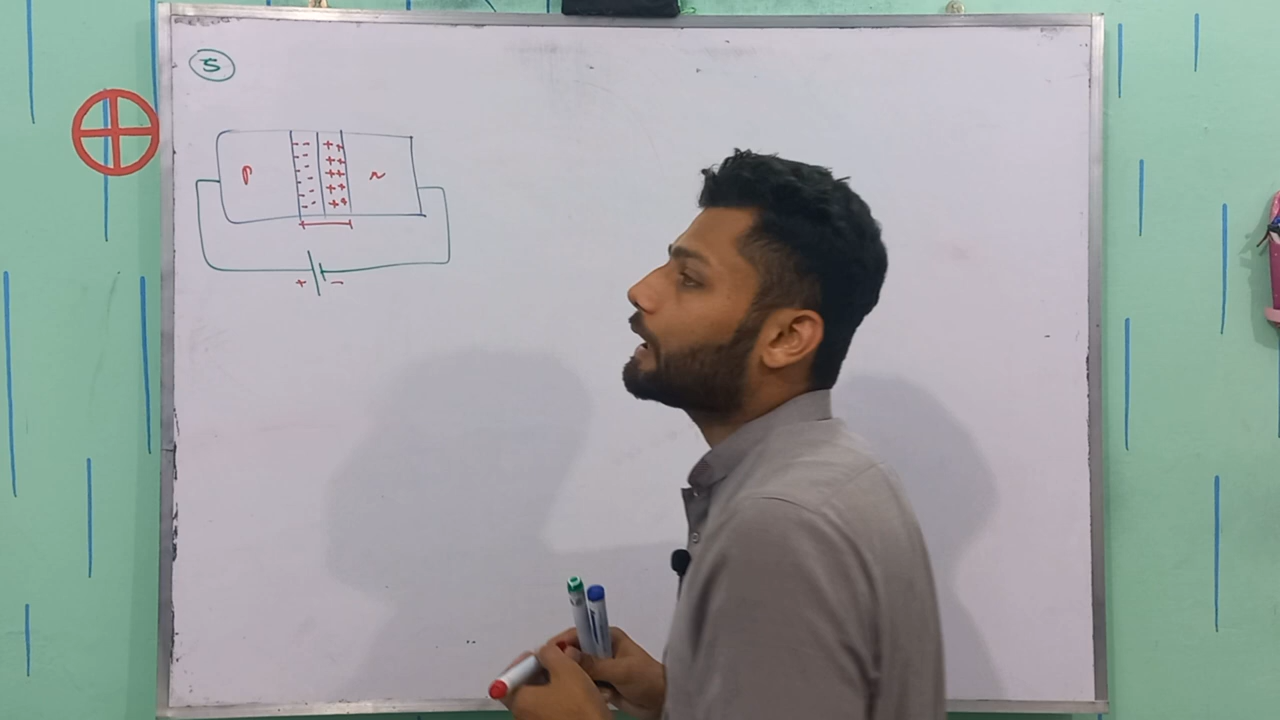 5
P - - + + n
- - + +
- - + +
- - + +
- - + +
+ -